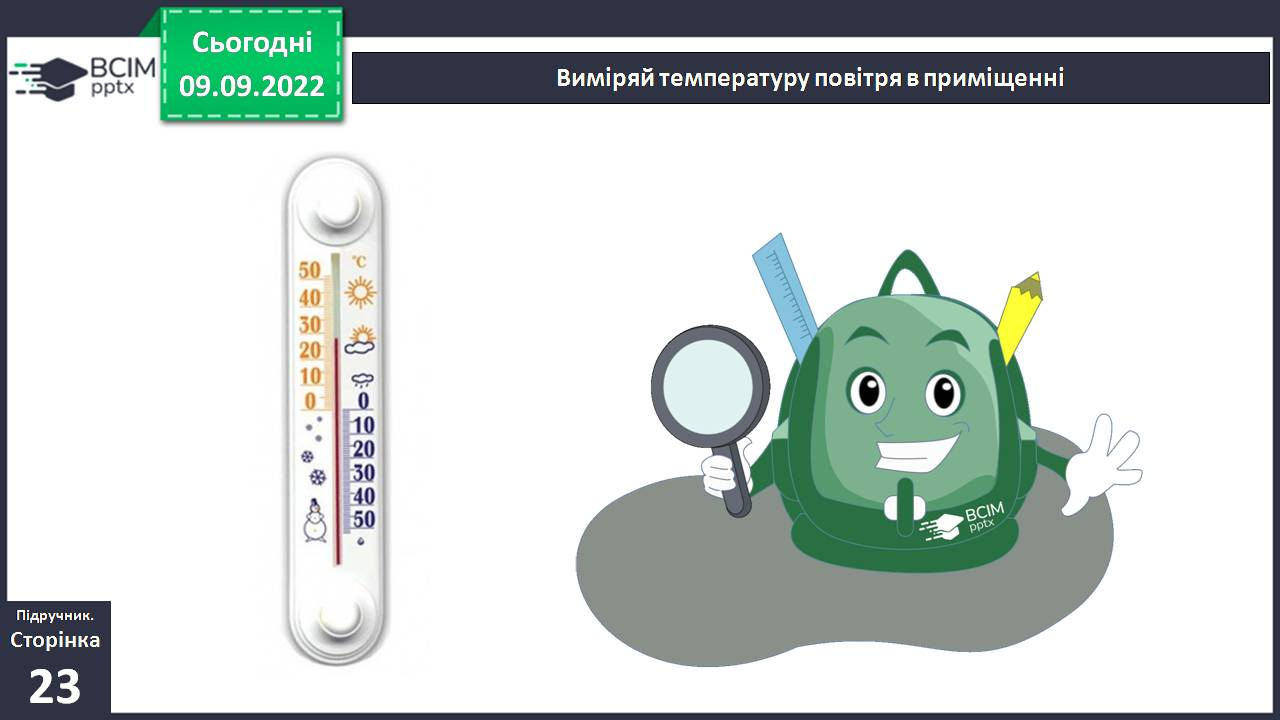 Сьогодні
09.09.2022
ВСІМ
pptx
Виміряй температуру повітря в приміщенні
°C
50
40
30
20
10
0
0
10
20
30
40
50
ВСІМ
pptx
Підручник.
Сторінка
23